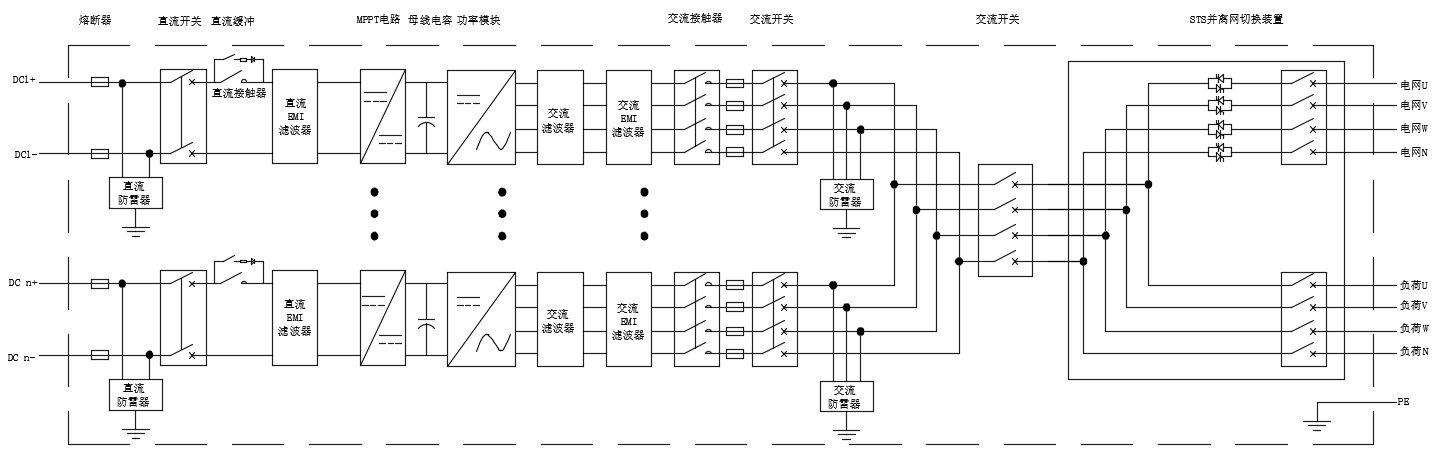 熔断器 直流开关 直流缓冲 MPPT电路 母线电容 功率模块 交流接触器 交流开关 交流开关 STS并离网切换装置
DC1+
直流接触器
直流
EMI
滤波器
交流
滤波器
交流
EMI
滤波器
电网U
电网V
电网W
电网N
DC1-
直流
防雷器
交流
防雷器
DC n+
直流
EMI
滤波器
交流
滤波器
交流
EMI
滤波器
负荷U
负荷V
负荷W
负荷N
DC n-
直流
防雷器
交流
防雷器
PE